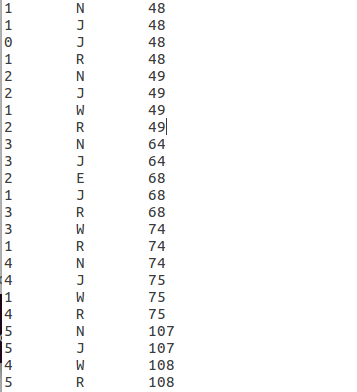 1 N 48
1 J 48
0 J 48
1 R 48
2 N 49
2 J 49
1 W 49
2 R 49
3 N 64
3 J 64
2 E 68
1 J 68
3 R 68
3 W 74
1 R 74
4 N 74
4 J 75
1 W 75
4 R 75
5 N 107
5 J 107
4 W 108
5 R 108